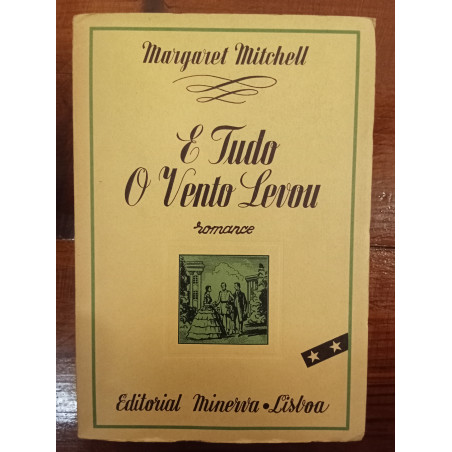 Margaret Mitchell
E Tudo
O Vento Levou
romance
Editorial Minerva • Lisboa